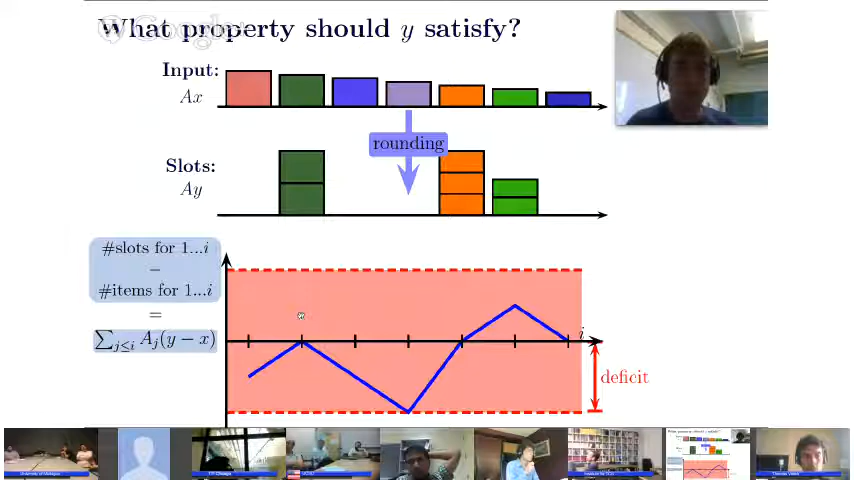 What property should y satisfy?
Input:
Ax
rounding
Slots:
Ay
#slots for 1...i
−
#items for 1...i
=
∑j≤i Aj(y − x)
i
deficit